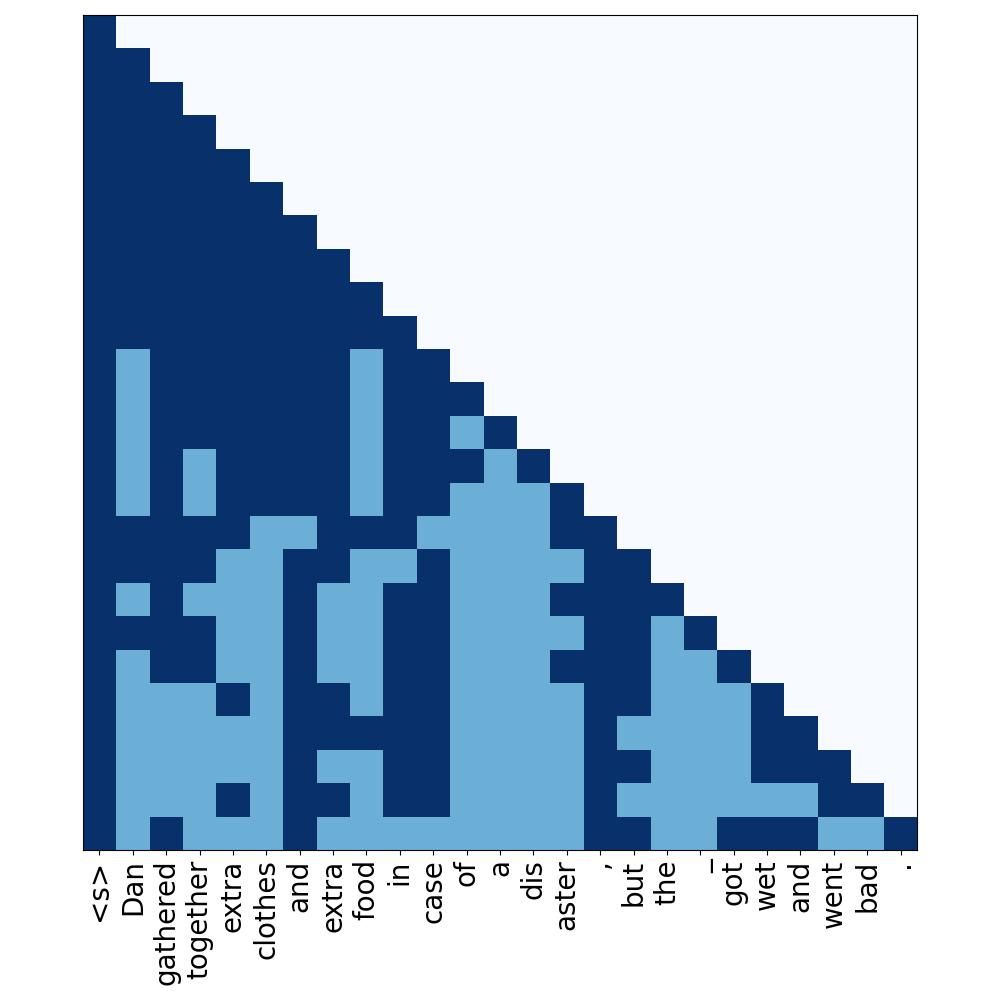 <s> Dan gathered together extra clothes and extra food in case of a dis aster , but the _ got wet and went bad .